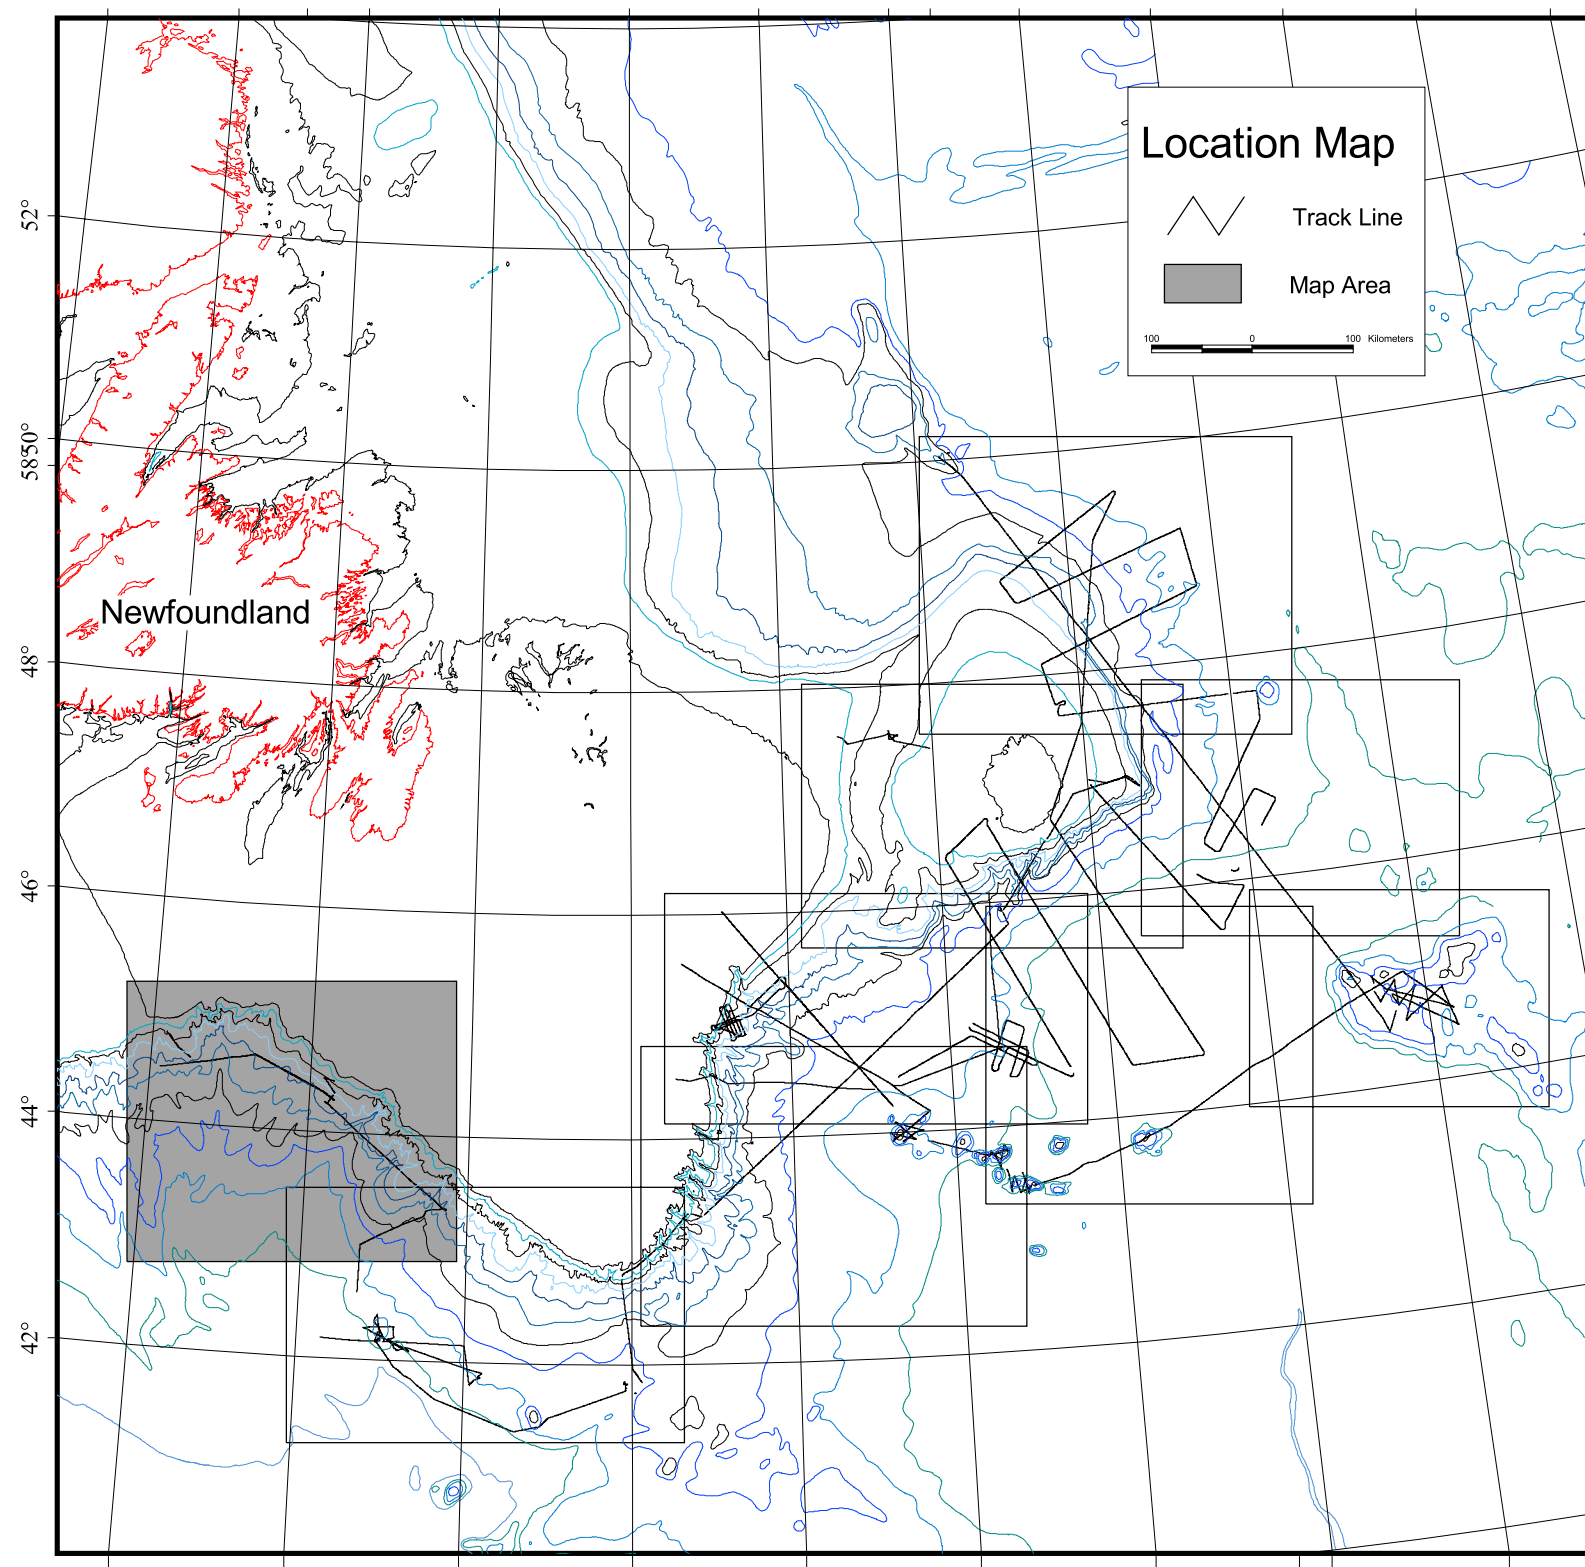 Location Map
Track Line
Map Area
100 0 100 Kilometers
52°
50°
58°
Newfoundland
48°
46°
44°
42°